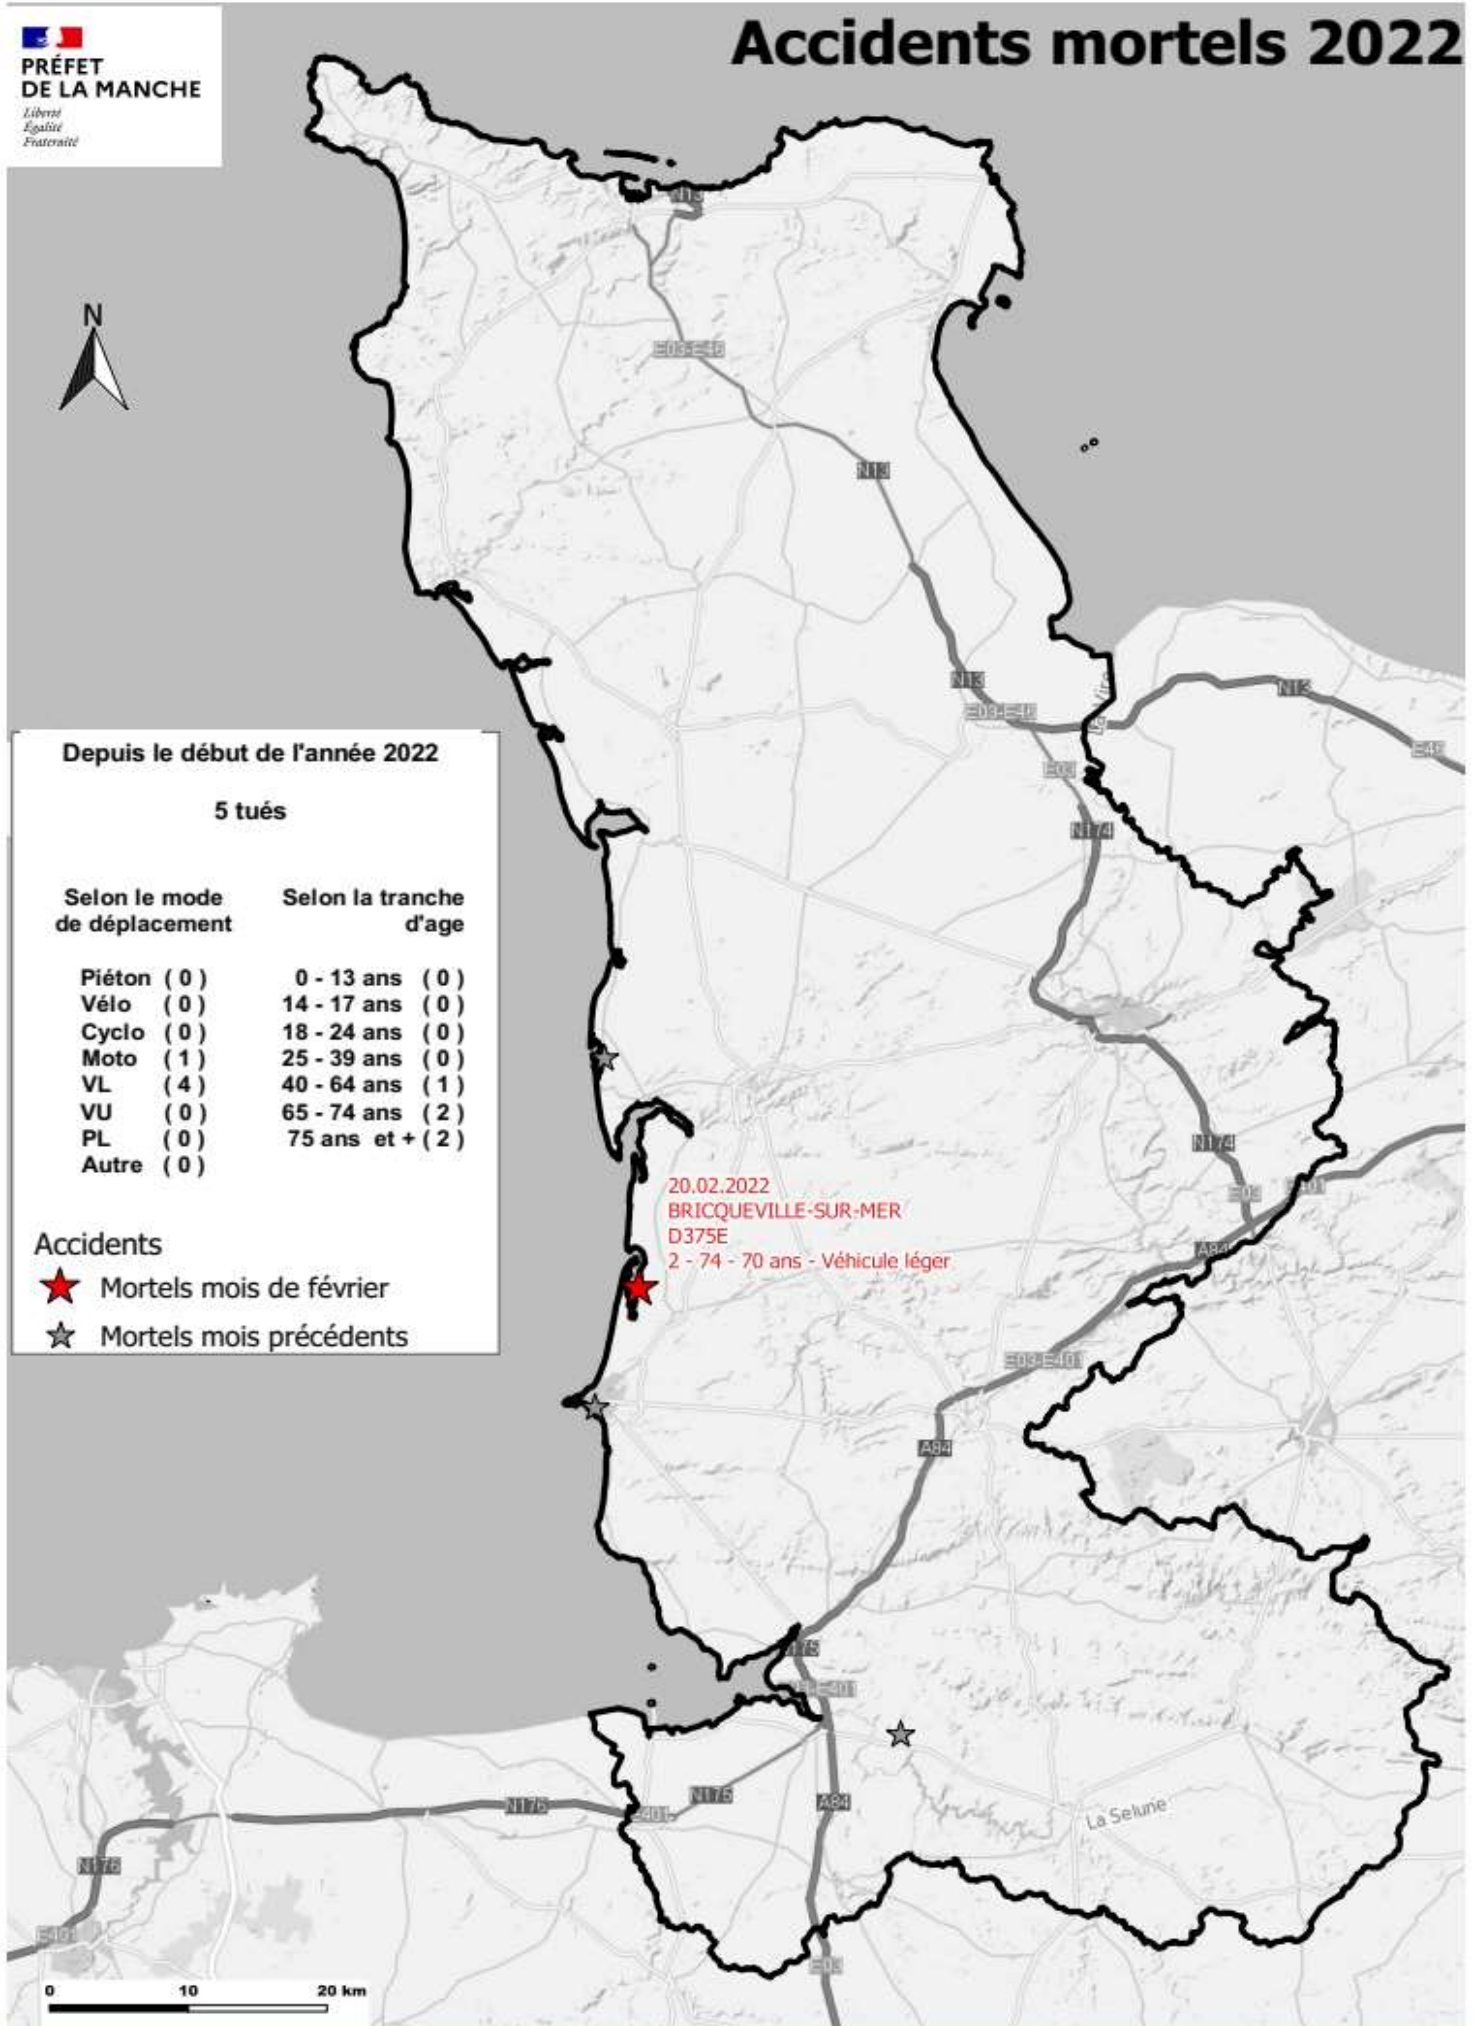 Accidents mortels 2022
PRÉFET
DE LA MANCHE
Liberté
Égalité
Fraternité
N
N13
E03-E46
N13
N13
E03-E46
La Vire
N13
E46
E03
N174
Depuis le début de l'année 2022
5 tués
Selon le mode de déplacement
Piéton ( 0 )
Vélo ( 0 )
Cyclo ( 0 )
Moto ( 1 )
VL ( 4 )
VU ( 0 )
PL ( 0 )
Autre ( 0 )
Selon la tranche d'age
0 - 13 ans ( 0 )
14 - 17 ans ( 0 )
18 - 24 ans ( 0 )
25 - 39 ans ( 0 )
40 - 64 ans ( 1 )
65 - 74 ans ( 2 )
75 ans et + ( 2 )
Accidents
Mortels mois de février
Mortels mois précédents
N174
E03
A84
20.02.2022
BRICQUEVILLE-SUR-MER
D375E
2 - 74 - 70 ans - Véhicule léger
E03-E401
A84
N175
A84
La Selune
N176
N176
E401
E03
0 10 20 km